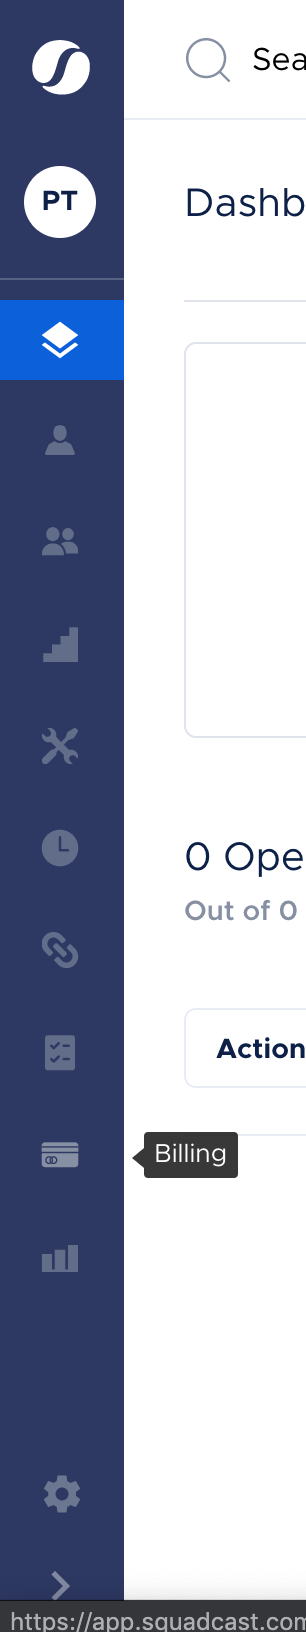 Sea
PT
Dashb
0 Ope
Out of 0
Action
Billing
https://app.squadcast.com